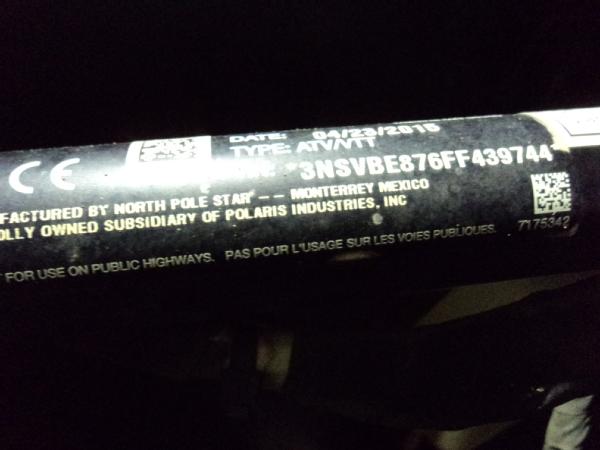 CE
DATE: 04/23/2015
TYPE: ATV/VTT
*3NSVBE876FF439744*
FACTURED BY NORTH POLE STAR -- MONTERREY MEXICO
OLLY OWNED SUBSIDIARY OF POLARIS INDUSTRIES, INC
FOR USE ON PUBLIC HIGHWAYS. PAS POUR L'USAGE SUR LES VOIES PUBLIQUES.
7175342